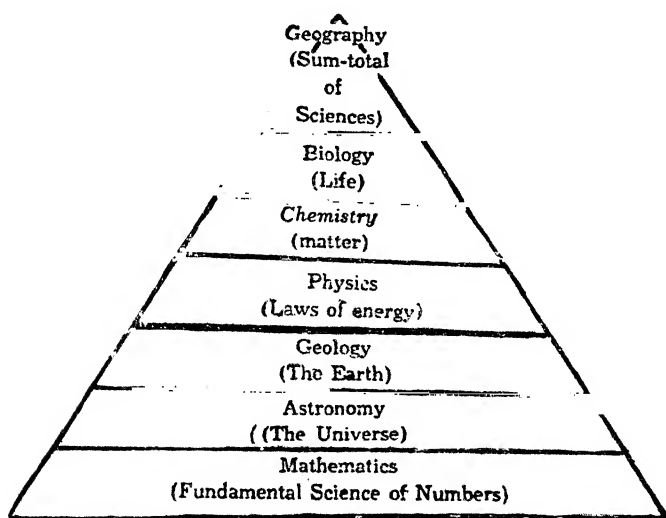 Geography
(Sum-total
of
Sciences)
Biology
(Life)
Chemistry
(matter)
Physics
(Laws of energy)
Geology
(The Earth)
Astronomy
( (The Universe)
Mathematics
(Fundamental Science of Numbers)